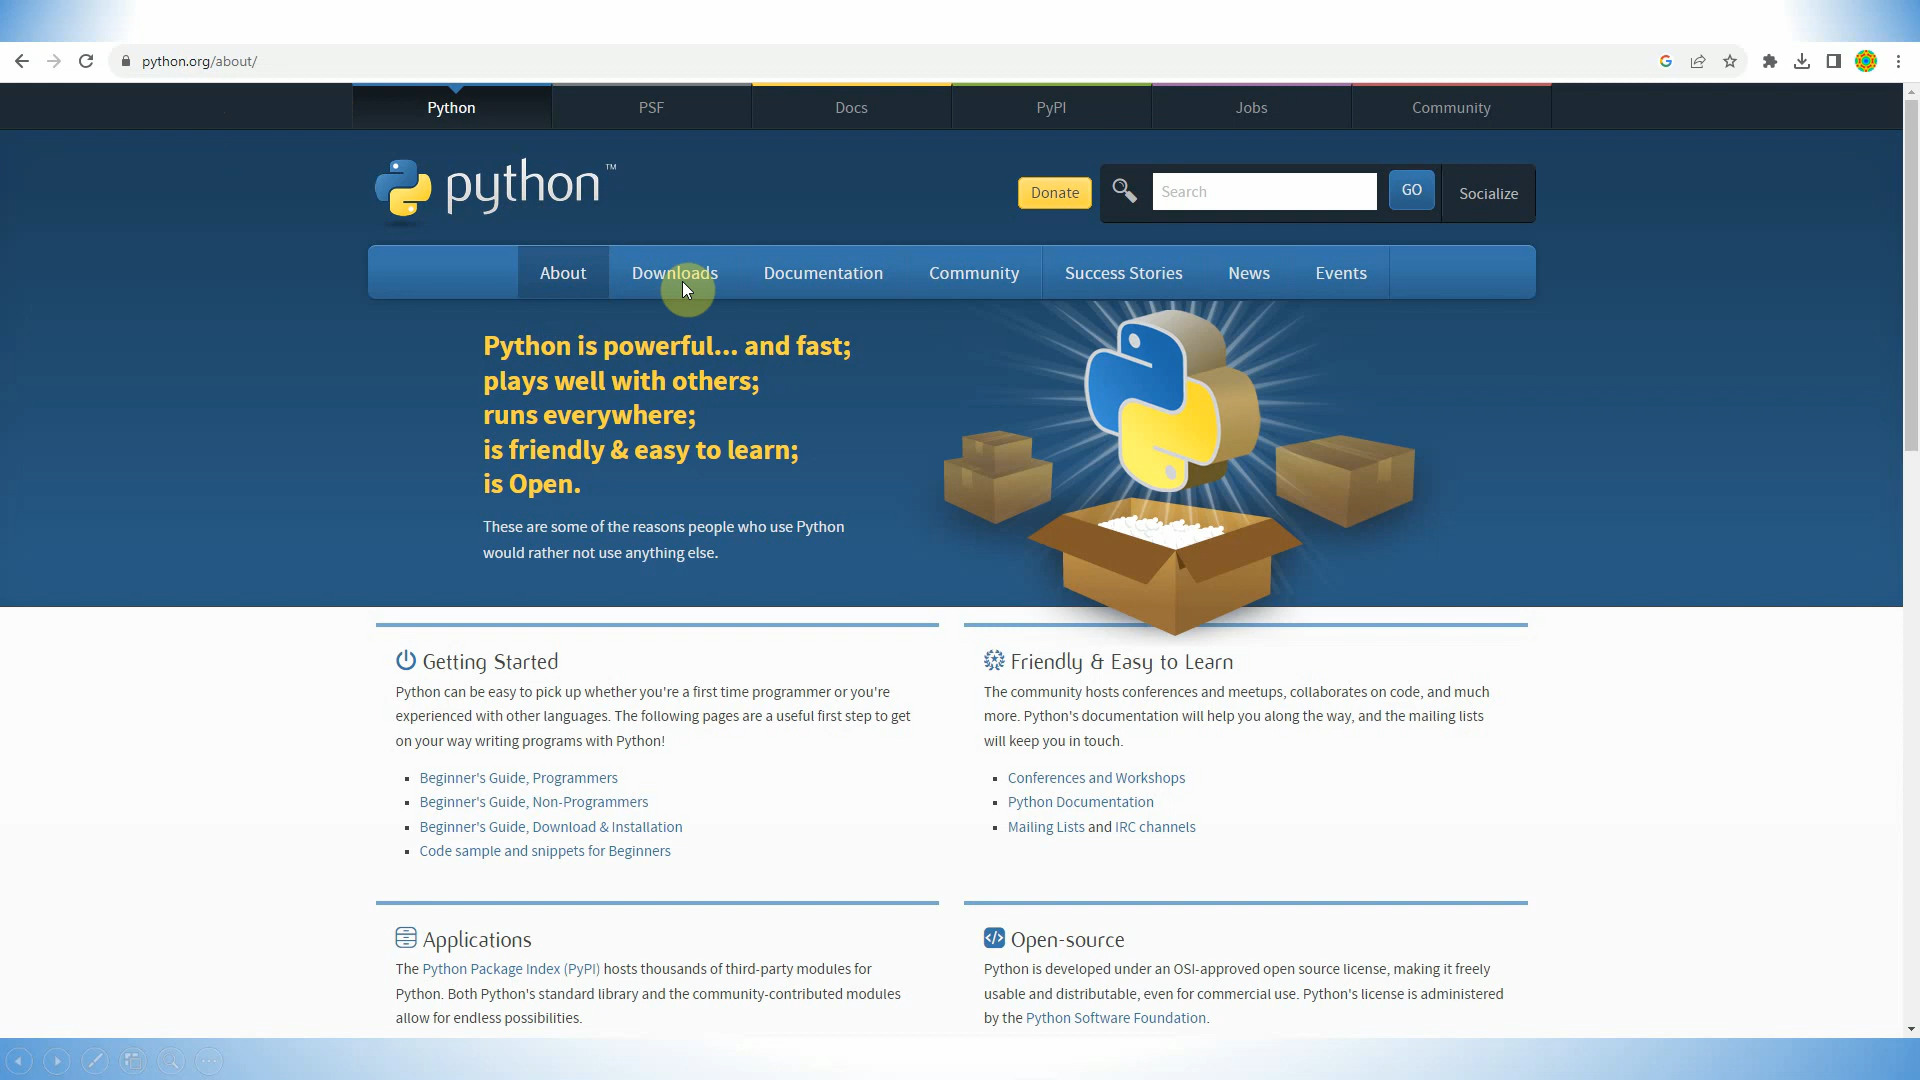 python.org/about/
Python
PSF
Docs
PyPI
Jobs
Community
python™
Donate
Search
GO
Socialize
About
Downloads
Documentation
Community
Success Stories
News
Events
Python is powerful... and fast;
plays well with others;
runs everywhere;
is friendly & easy to learn;
is Open.
These are some of the reasons people who use Python
would rather not use anything else.
Getting Started
Python can be easy to pick up whether you're a first time programmer or you're
experienced with other languages. The following pages are a useful first step to get
on your way writing programs with Python!
Beginner's Guide, Programmers
Beginner's Guide, Non-Programmers
Beginner's Guide, Download & Installation
Code sample and snippets for Beginners
Friendly & Easy to Learn
The community hosts conferences and meetups, collaborates on code, and much
more. Python's documentation will help you along the way, and the mailing lists
will keep you in touch.
Conferences and Workshops
Python Documentation
Mailing Lists and IRC channels
Applications
The Python Package Index (PyPI) hosts thousands of third-party modules for
Python. Both Python's standard library and the community-contributed modules
allow for endless possibilities.
Open-source
Python is developed under an OSI-approved open source license, making it freely
usable and distributable, even for commercial use. Python's license is administered
by the Python Software Foundation.